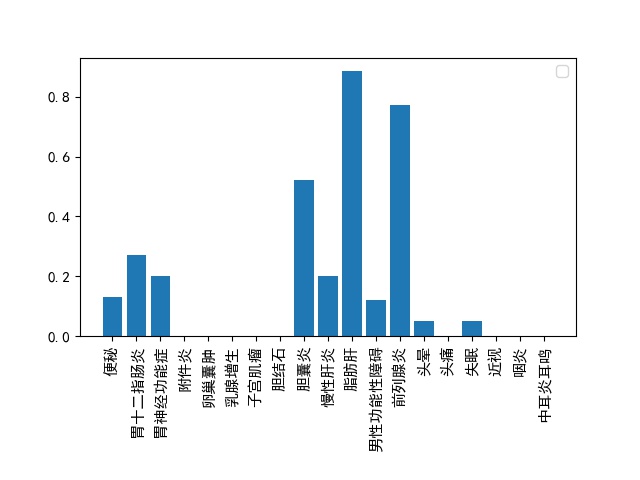 0.8
0.6
0.4
0.2
0.0
便秘
胃十二指肠炎
胃神经功能症
附件炎
卵巢囊肿
乳腺增生
子宫肌瘤
胆结石
胆囊炎
慢性肝炎
脂肪肝
男性功能性障碍
前列腺炎
头晕
头痛
失眠
近视
咽炎
中耳炎耳鸣